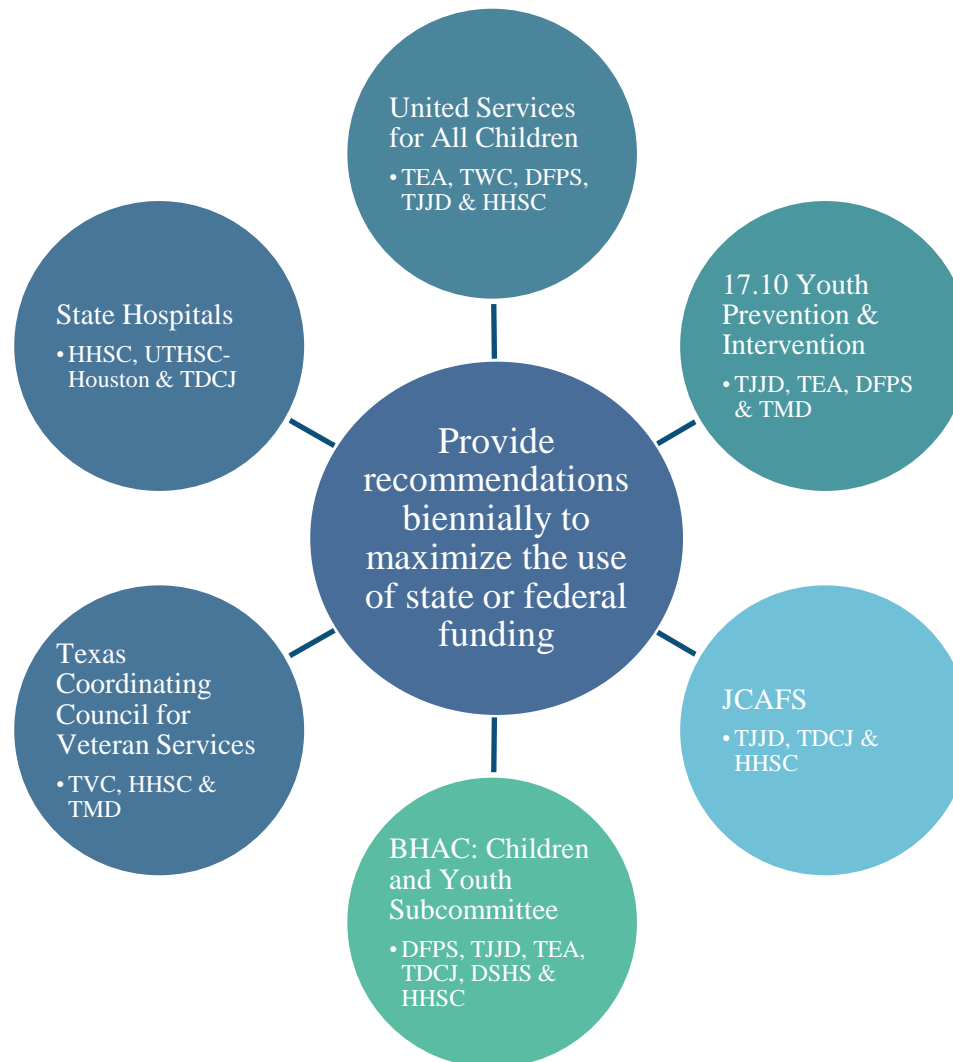 United Services
for All Children
• TEA, TWC, DFPS,
TJJD & HHSC
17.10 Youth
Prevention &
Intervention
• TJJD, TEA, DFPS
& TMD
JCAFS
• TJJD, TDCJ &
HHSC
BHAC: Children
and Youth
Subcommittee
• DFPS, TJJD, TEA,
TDCJ, DSHS &
HHSC
Texas
Coordinating
Council for
Veteran Services
• TVC, HHSC &
TMD
State Hospitals
• HHSC, UTHSC-
Houston & TDCJ
Provide
recommendations
biennially to
maximize the use
of state or federal
funding